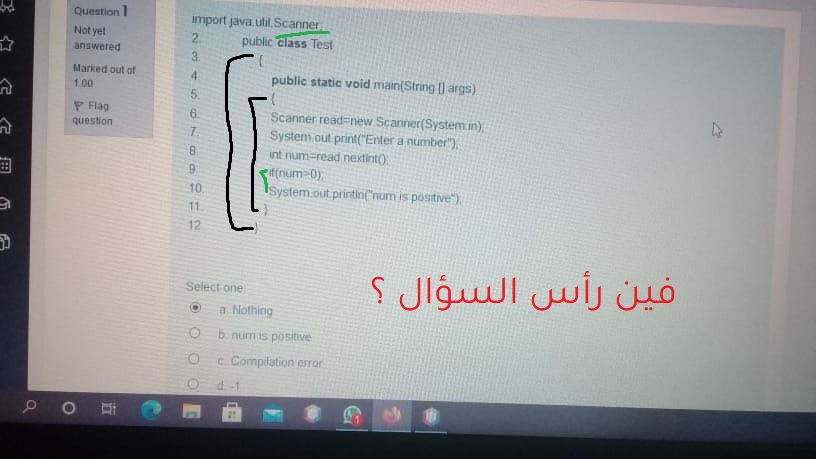 Question 1
Not yet
answered
Marked out of
1.00
Flag
question
import java.util.Scanner;
2. public class Test
3. {
4. public static void main(String [] args)
5. {
6. Scanner read=new Scanner(System.in);
7. System.out.print("Enter a number");
8. int num=read.nextInt();
9. if(num>0);
10. System.out.println("num is positive");
11. }
12. }
فين رأس السؤال ؟
Select one:
a. Nothing
b. num is positive
c. Compilation error
d. -1
1